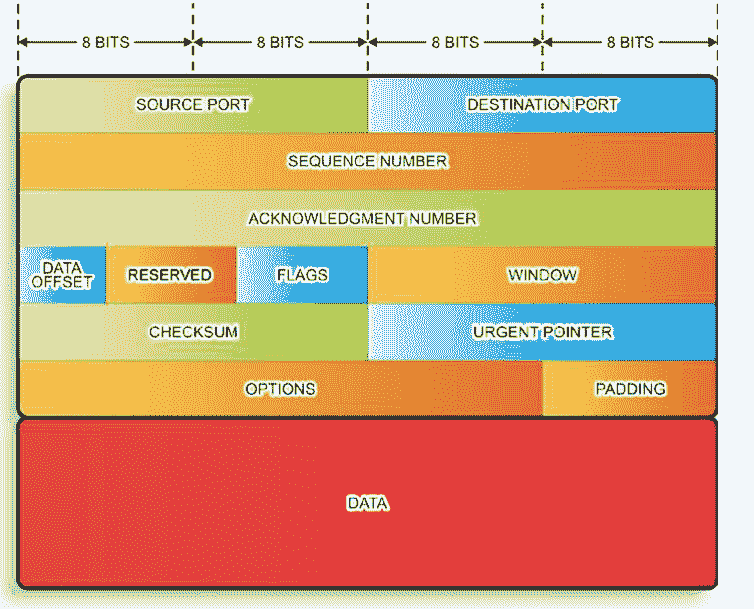 8 BITS 8 BITS 8 BITS 8 BITS
SOURCE PORT DESTINATION PORT
SEQUENCE NUMBER
ACKNOWLEDGMENT NUMBER
DATA
OFFSET RESERVED FLAGS WINDOW
CHECKSUM URGENT POINTER
OPTIONS PADDING
DATA